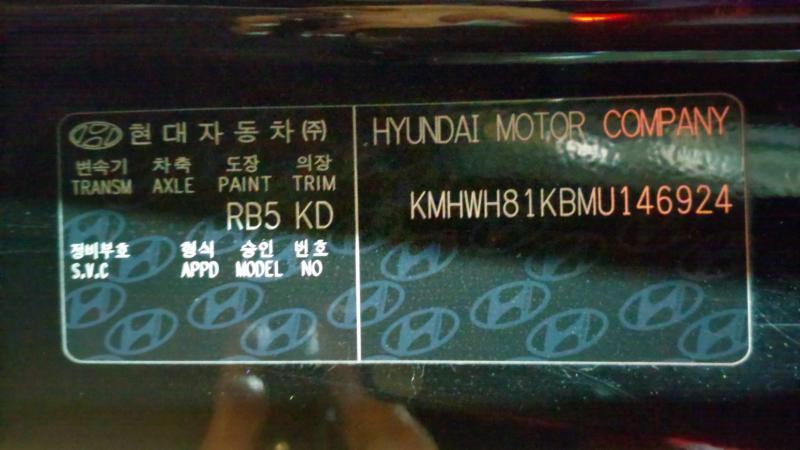 현대자동차㈜
변속기 차축 도장 의장
TRANSM AXLE PAINT TRIM
RB5 KD
정비부호 형식 승인 번호
S.V.C APPD MODEL NO
HYUNDAI MOTOR COMPANY
KMHWH81KBMU146924